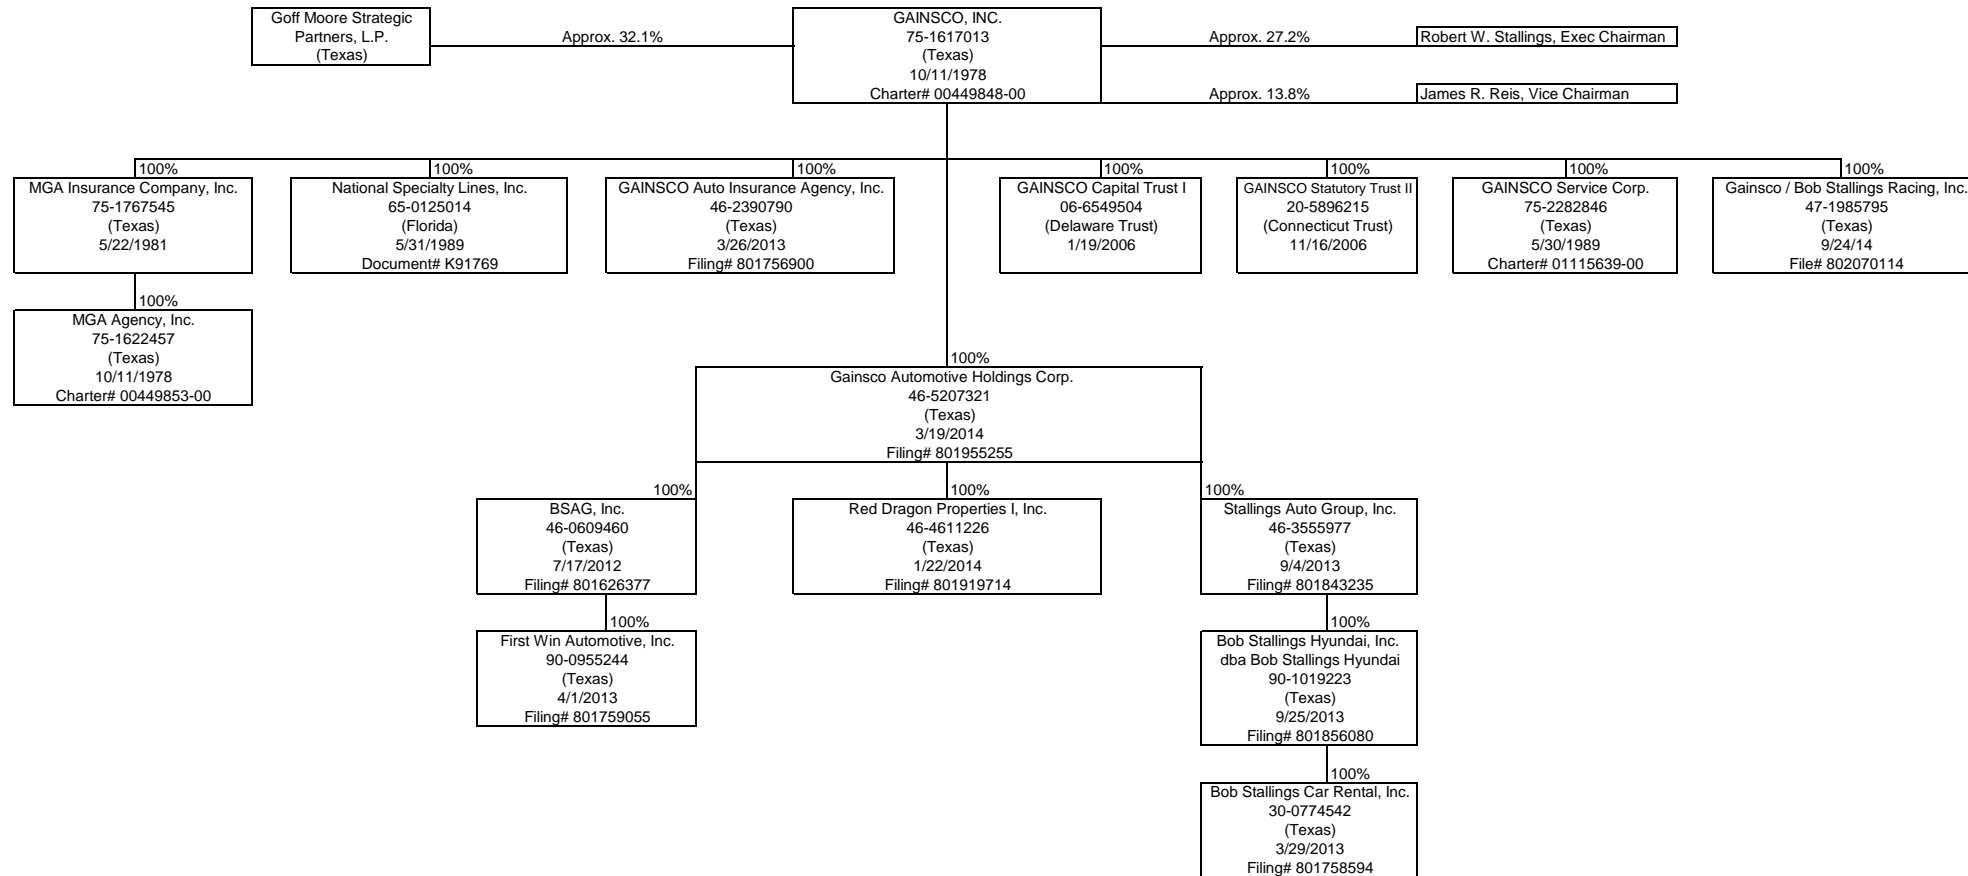 Goff Moore Strategic
Partners, L.P.
(Texas)
Approx. 32.1%
GAINSCO, INC.
75-1617013
(Texas)
10/11/1978
Charter# 00449848-00
Approx. 27.2%
Robert W. Stallings, Exec Chairman
Approx. 13.8%
James R. Reis, Vice Chairman
100%
MGA Insurance Company, Inc.
75-1767545
(Texas)
5/22/1981
100%
National Specialty Lines, Inc.
65-0125014
(Florida)
5/31/1989
Document# K91769
100%
GAINSCO Auto Insurance Agency, Inc.
46-2390790
(Texas)
3/26/2013
Filing# 801756900
100%
GAINSCO Capital Trust I
06-6549504
(Delaware Trust)
1/19/2006
100%
GAINSCO Statutory Trust II
20-5896215
(Connecticut Trust)
11/16/2006
100%
GAINSCO Service Corp.
75-2282846
(Texas)
5/30/1989
Charter# 01115639-00
100%
Gainsco / Bob Stallings Racing, Inc.
47-1985795
(Texas)
9/24/14
File# 802070114
100%
MGA Agency, Inc.
75-1622457
(Texas)
10/11/1978
Charter# 00449853-00
100%
Gainsco Automotive Holdings Corp.
46-5207321
(Texas)
3/19/2014
Filing# 801955255
100%
BSAG, Inc.
46-0609460
(Texas)
7/17/2012
Filing# 801626377
100%
Red Dragon Properties I, Inc.
46-4611226
(Texas)
1/22/2014
Filing# 801919714
100%
Stallings Auto Group, Inc.
46-3555977
(Texas)
9/4/2013
Filing# 801843235
100%
First Win Automotive, Inc.
90-0955244
(Texas)
4/1/2013
Filing# 801759055
100%
Bob Stallings Hyundai, Inc.
dba Bob Stallings Hyundai
90-1019223
(Texas)
9/25/2013
Filing# 801856080
100%
Bob Stallings Car Rental, Inc.
30-0774542
(Texas)
3/29/2013
Filing# 801758594